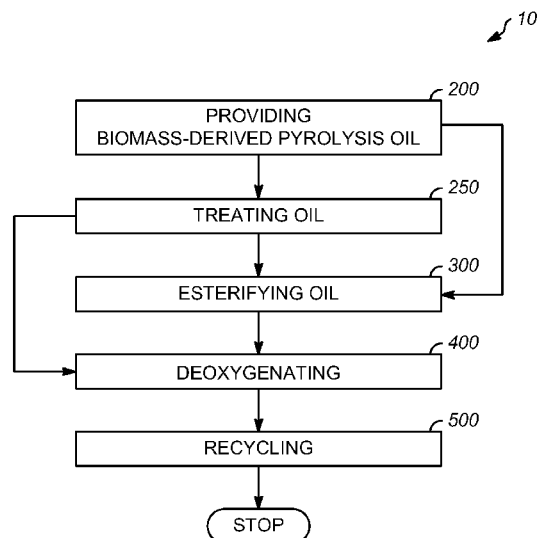 10
200
PROVIDING
BIOMASS-DERIVED PYROLYSIS OIL
250
TREATING OIL
300
ESTERIFYING OIL
400
DEOXYGENATING
500
RECYCLING
STOP